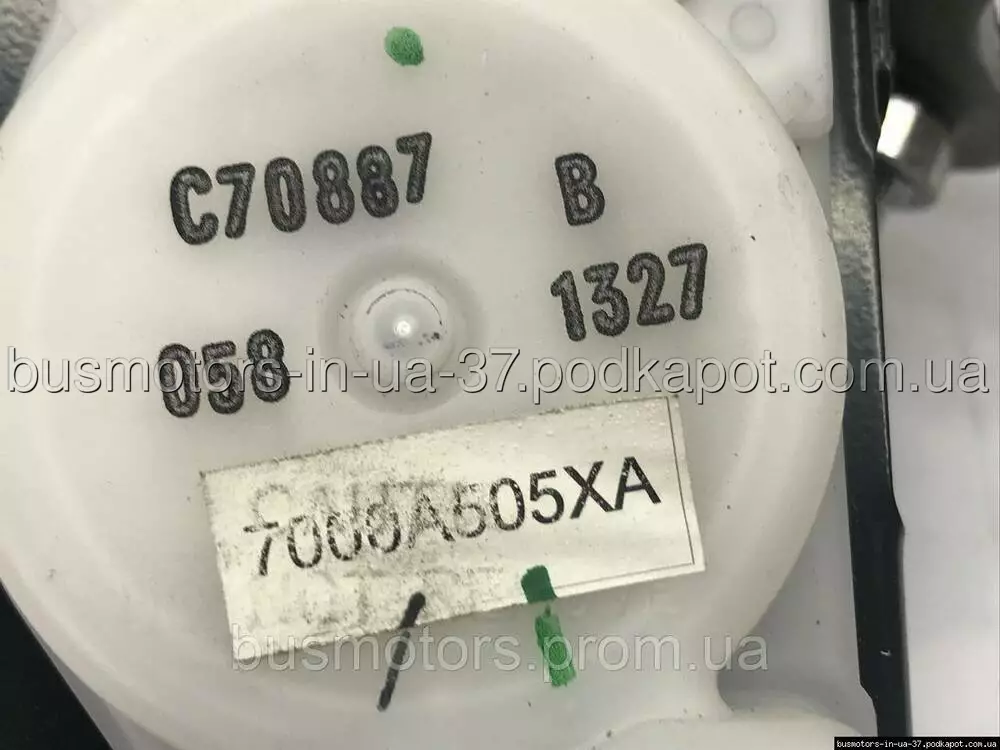 C70887 B
1327
058
busmotors-in-ua-37.podkapot.com.ua
7000A505XA
busmotors.prom.ua
busmotors-in-ua-37.podkapot.com.ua